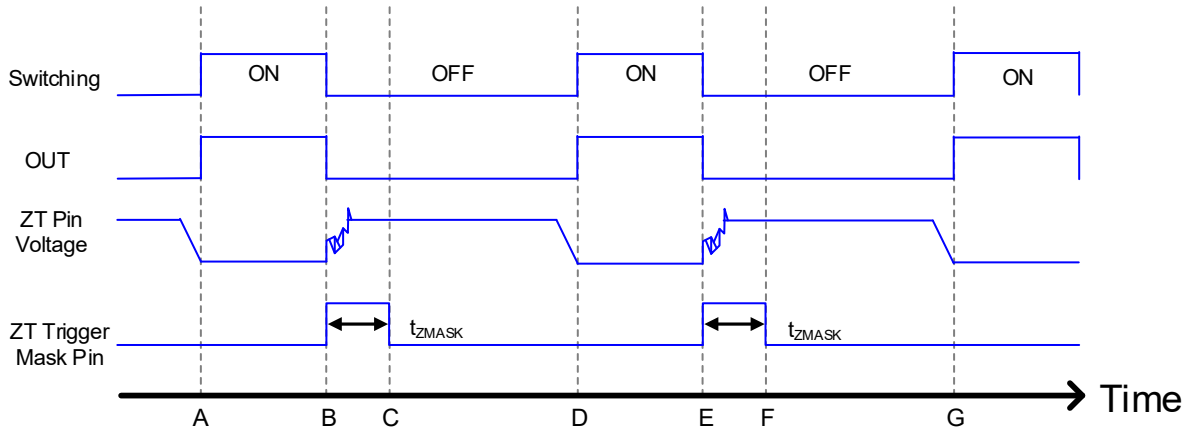 Switching
ON
OFF
ON
OFF
ON
OUT
ZT Pin
Voltage
ZT Trigger
Mask Pin
tZMASK
tZMASK
Time
A
B
C
D
E
F
G